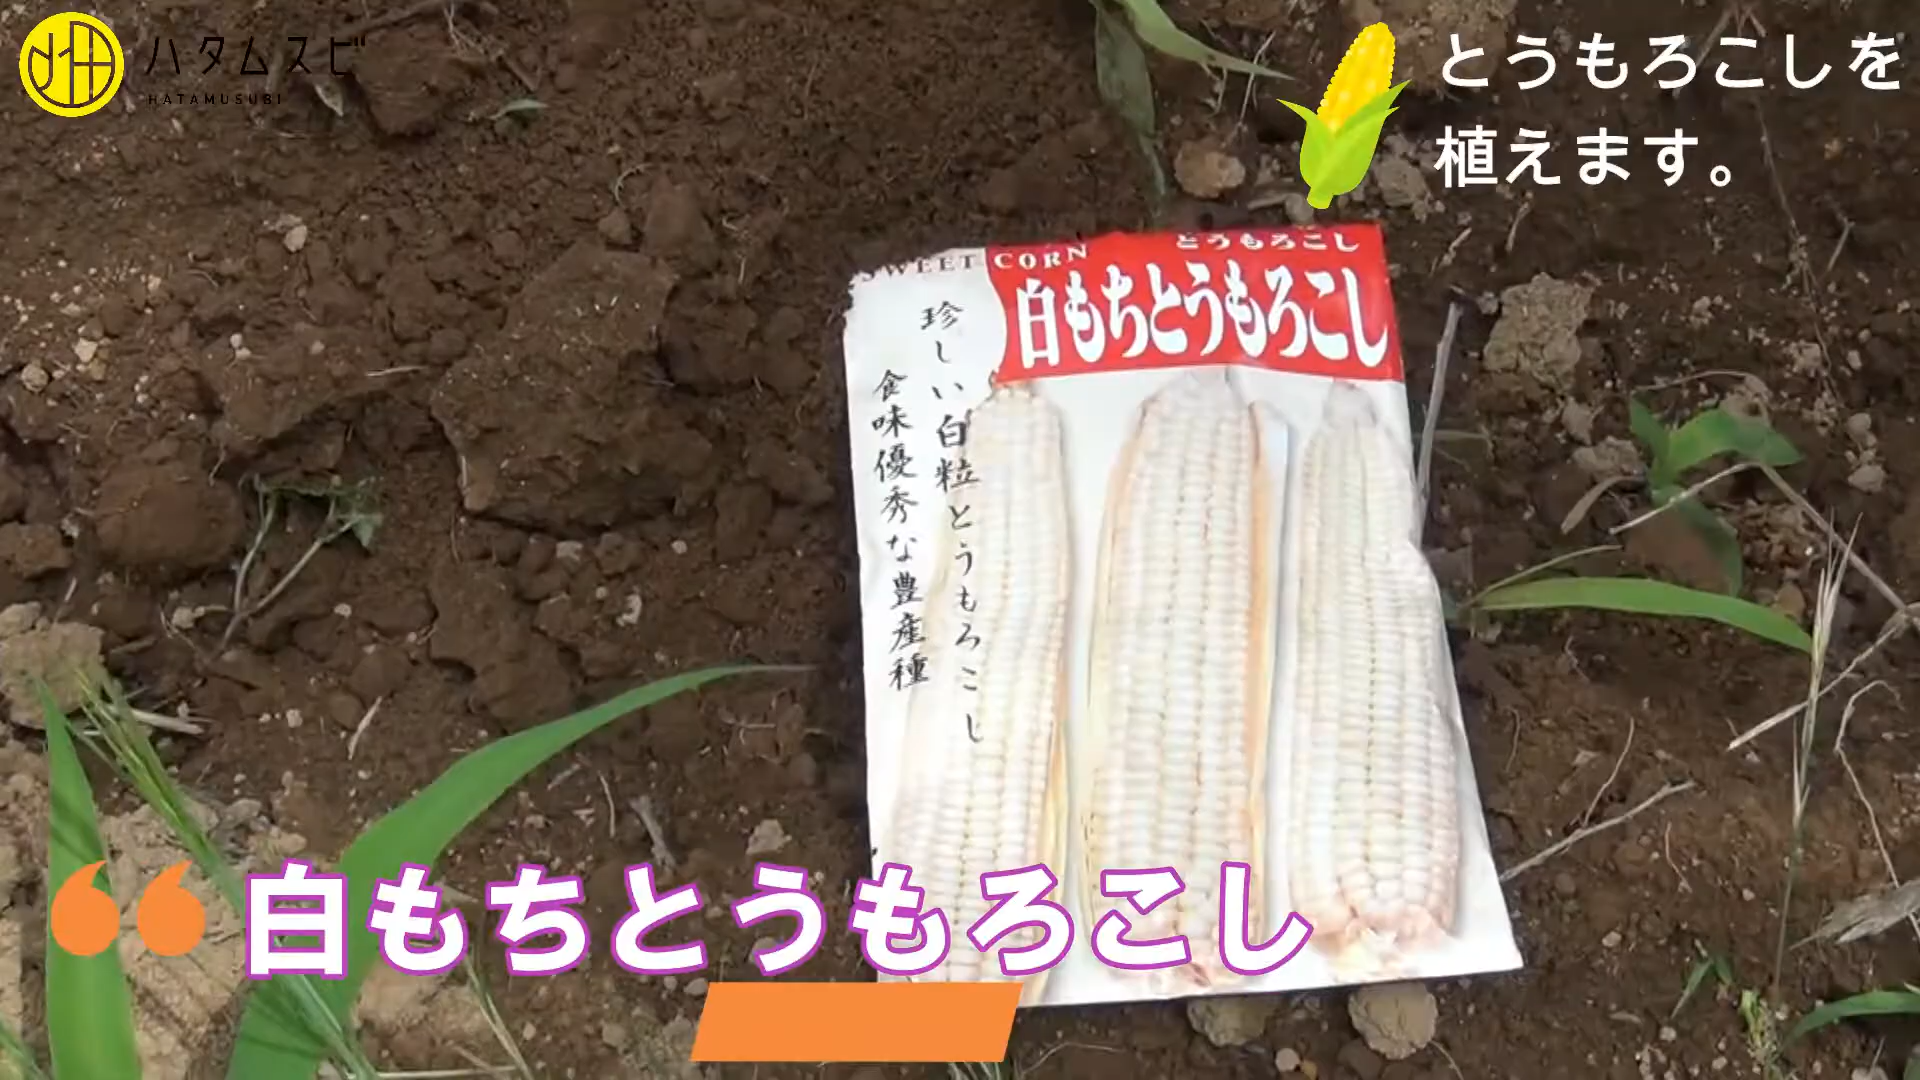 ハタムスビ
HATAMUSUBI
とうもろこしを
植えます。
SWEET CORN
とうもろこし
白もちとうもろこし
珍しい白粒とうもろこし
食味優秀な豊産種
白もちとうもろこし